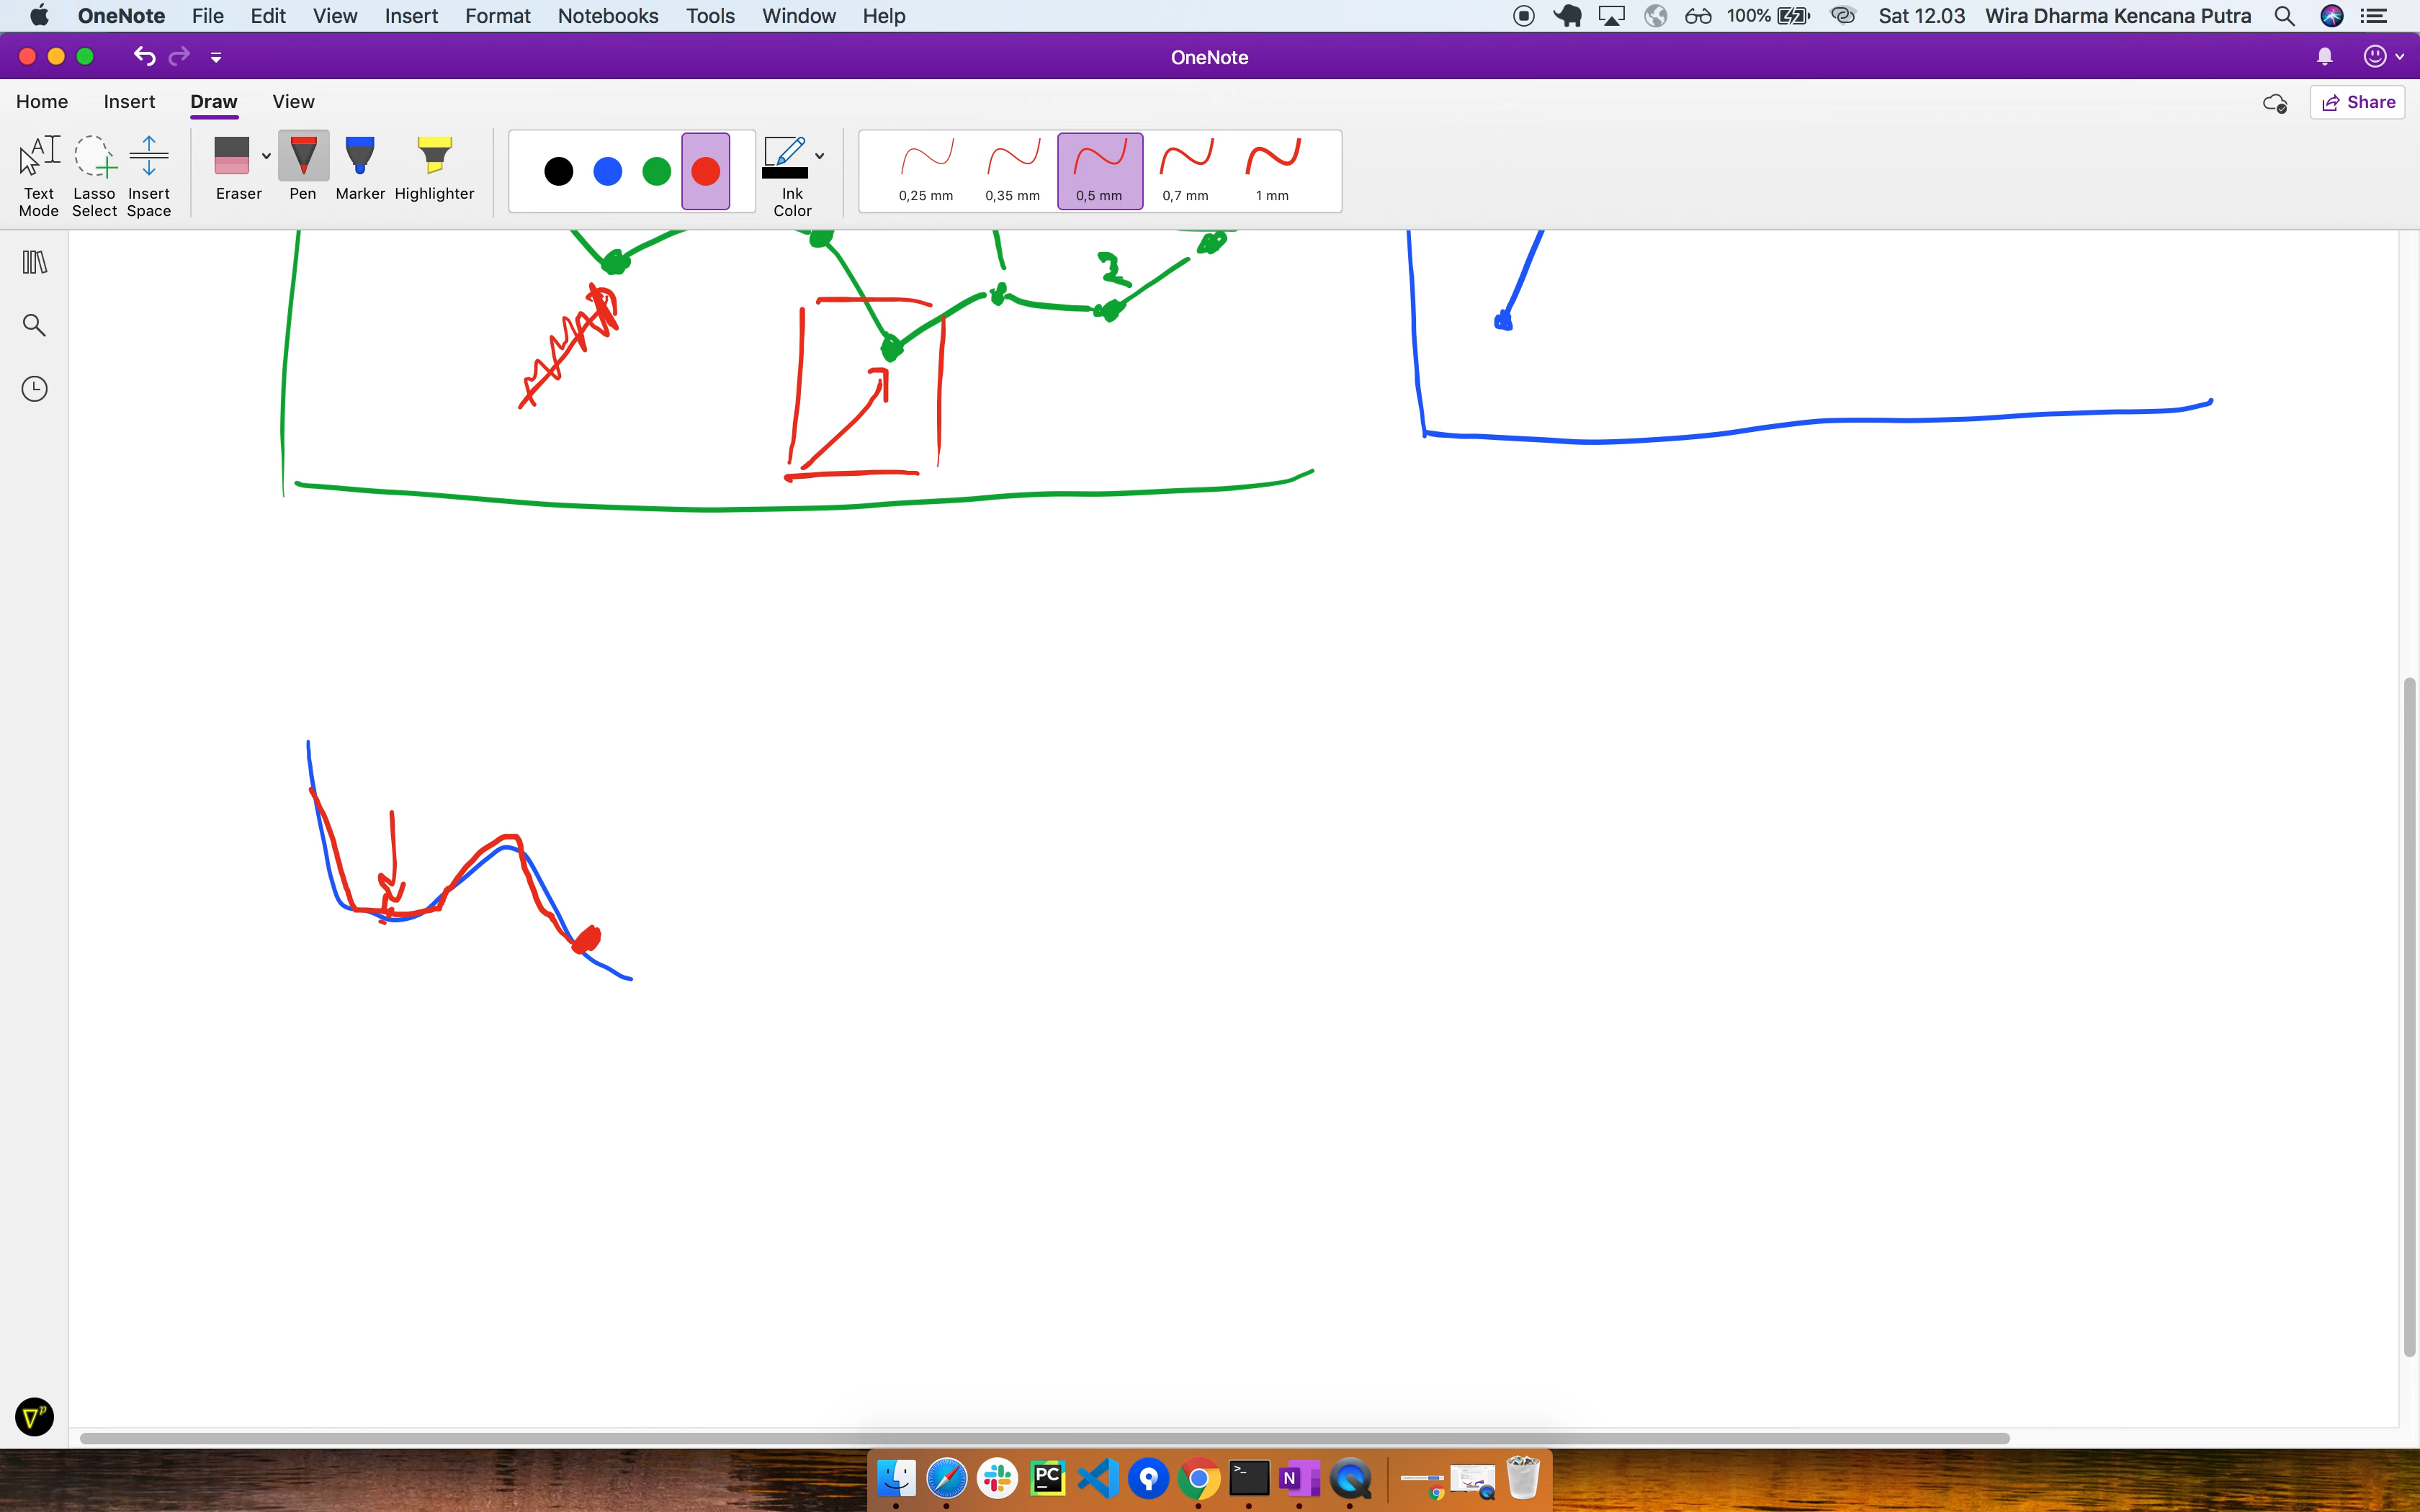 OneNote File Edit View Insert Format Notebooks Tools Window Help 100% Sat 12.03 Wira Dharma Kencana Putra
OneNote
Home Insert Draw View Share
Text Mode
Lasso Select
Insert Space
Eraser
Pen
Marker
Highlighter
Ink Color
0,25 mm
0,35 mm
0,5 mm
0,7 mm
1 mm
2
∇p
PC
>_
N